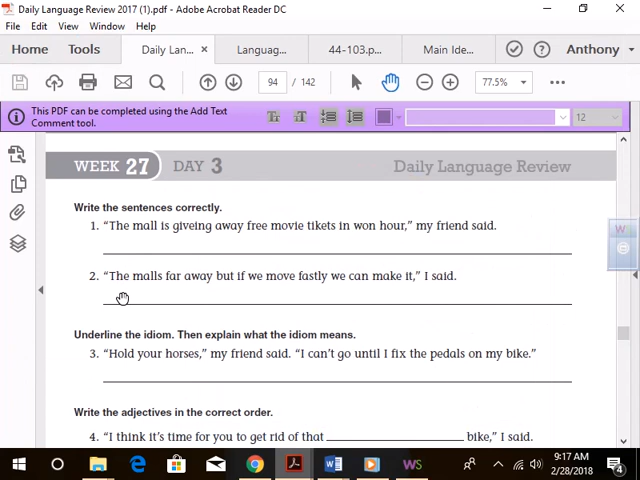 Daily Language Review 2017 (1).pdf - Adobe Acrobat Reader DC
File Edit View Window Help
Home Tools Daily Lan... × Languag... 44-103.p... Main Ide... Anthony
94 / 142 77.5%
This PDF can be completed using the Add Text Comment tool. 12
WEEK 27 DAY 3 Daily Language Review
Write the sentences correctly.
1. “The mall is giveing away free movie tikets in won hour,” my friend said.
2. “The malls far away but if we move fastly we can make it,” I said.
Underline the idiom. Then explain what the idiom means.
3. “Hold your horses,” my friend said. “I can’t go until I fix the pedals on my bike.”
Write the adjectives in the correct order.
4. “I think it’s time for you to get rid of that ____________________ bike,” I said.
9:17 AM
2/28/2018
4